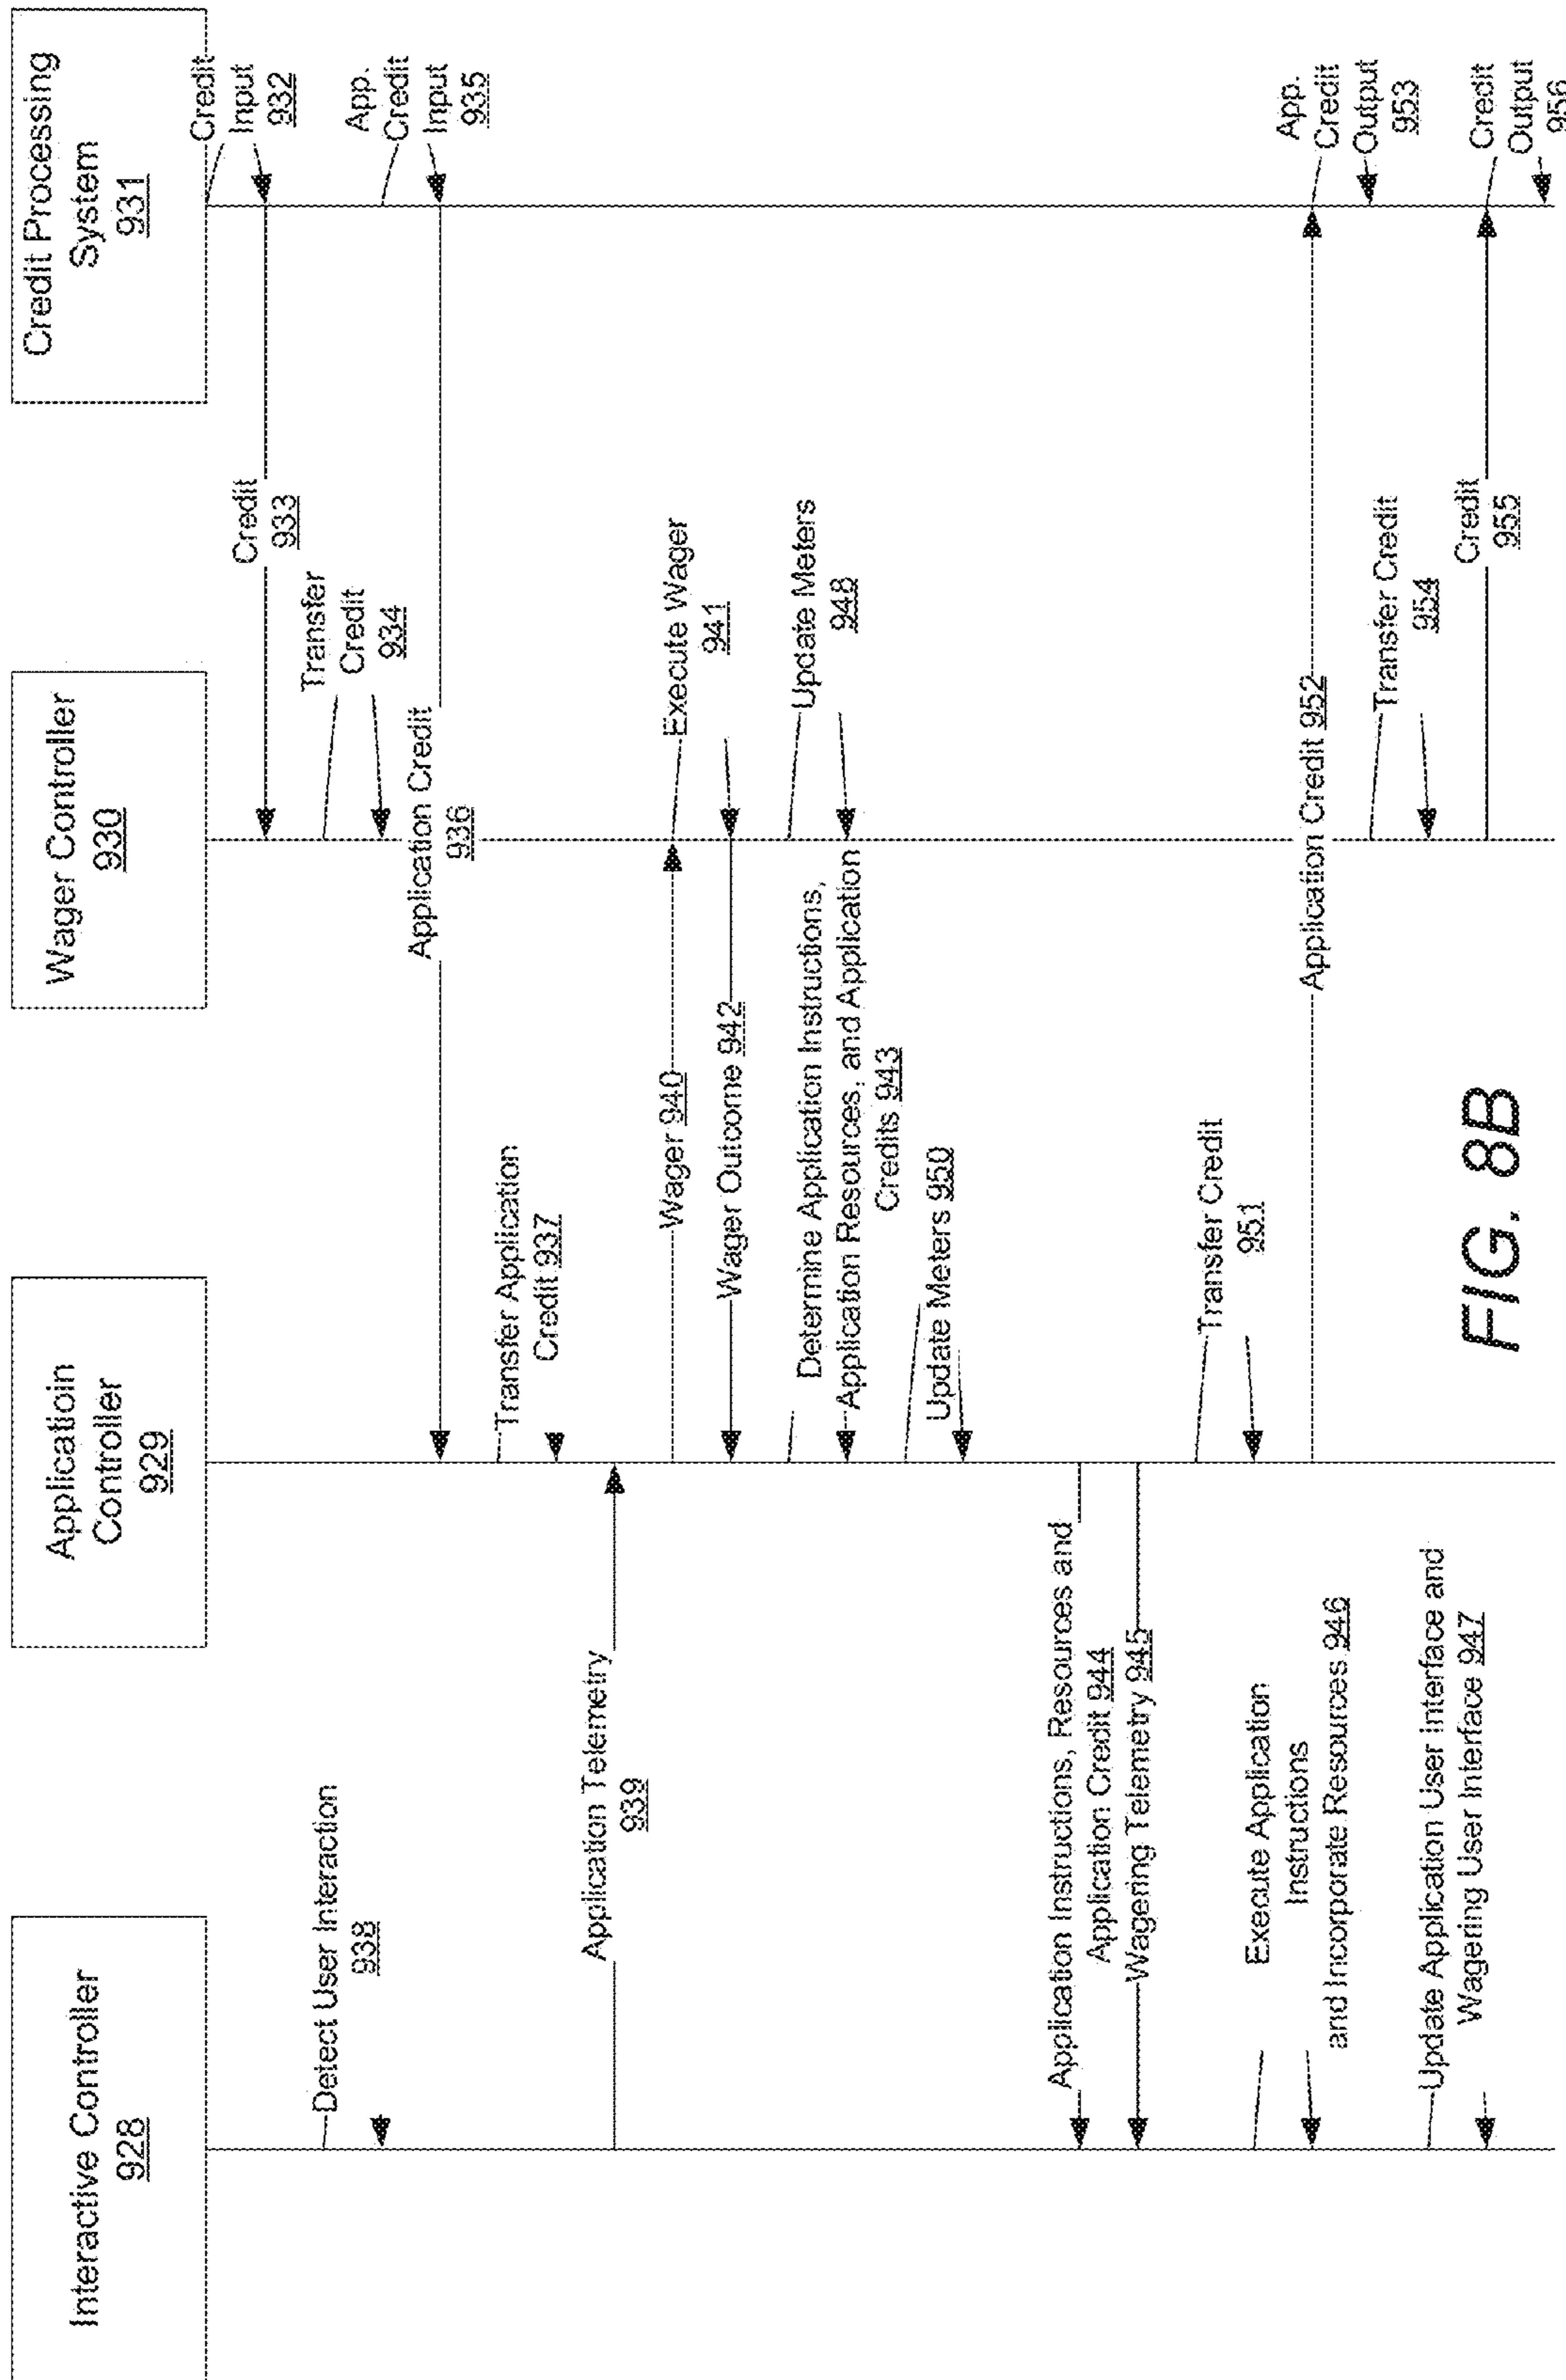 Interactive Controller
928
Applicatioin
Controller
929
Wager Controller
930
Credit Processing
System
931
Credit
Input
932
Credit
933
Transfer
Credit
934
App.
Credit
Input
935
Detect User Interaction
938
Application Credit
936
Transfer Application
Credit 937
Application Telemetry
939
Wager 940
Execute Wager
941
Wager Outcome 942
Determine Application Instructions,
Application Resources, and Application
Credits 943
Update Meters
948
Update Meters 950
Application Instructions, Resources and
Application Credit 944
Wagering Telemetry 945
Transfer Credit
951
Execute Application
Instructions
and Incorporate Resources 946
Application Credit 952
App.
Credit
Output
953
Transfer Credit
954
Update Application User Interface and
Wagering User Interface 947
Credit
955
Credit
Output
956
FIG. 8B